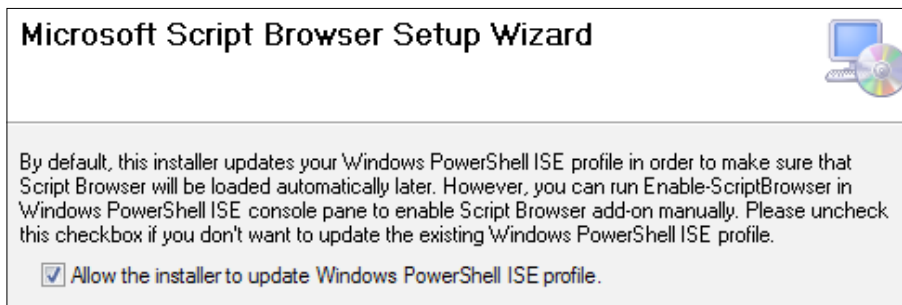 Microsoft Script Browser Setup Wizard
By default, this installer updates your Windows PowerShell ISE profile in order to make sure that
Script Browser will be loaded automatically later. However, you can run Enable-ScriptBrowser in
Windows PowerShell ISE console pane to enable Script Browser add-on manually. Please uncheck
this checkbox if you don't want to update the existing Windows PowerShell ISE profile.
Allow the installer to update Windows PowerShell ISE profile.